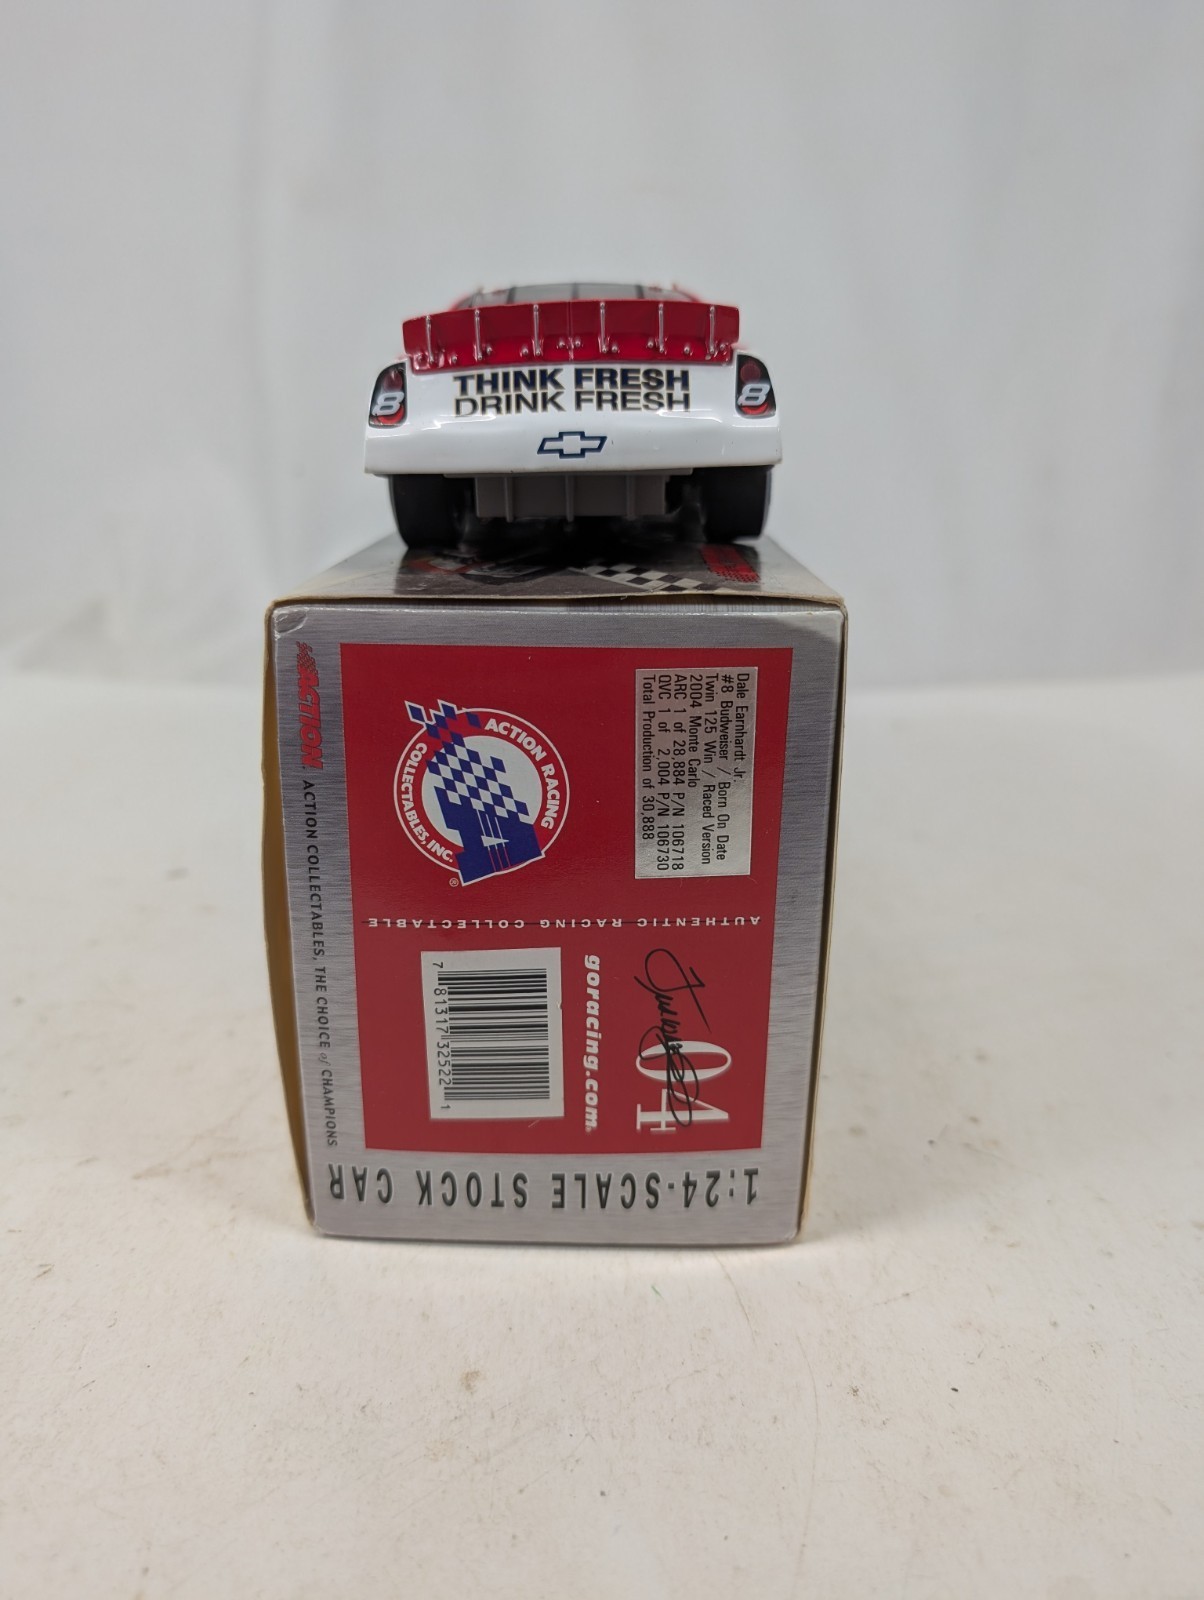 THINK FRESH
DRINK FRESH
8
8
Dale Earnhardt Jr.
#8 Budweiser / Born On Date
Twin 125 Win / Raced Version
2004 Monte Carlo
ARC 1 of 28,884 P/N 106718
QVC 1 of 2,004 P/N 106730
Total Production of 30,888
ACTION RACING
COLLECTABLES, INC.®
AUTHENTIC RACING COLLECTABLE
04
goracing.com
7 81317 32522 1
ACTION
ACTION COLLECTABLES, THE CHOICE of CHAMPIONS
1:24-SCALE STOCK CAR